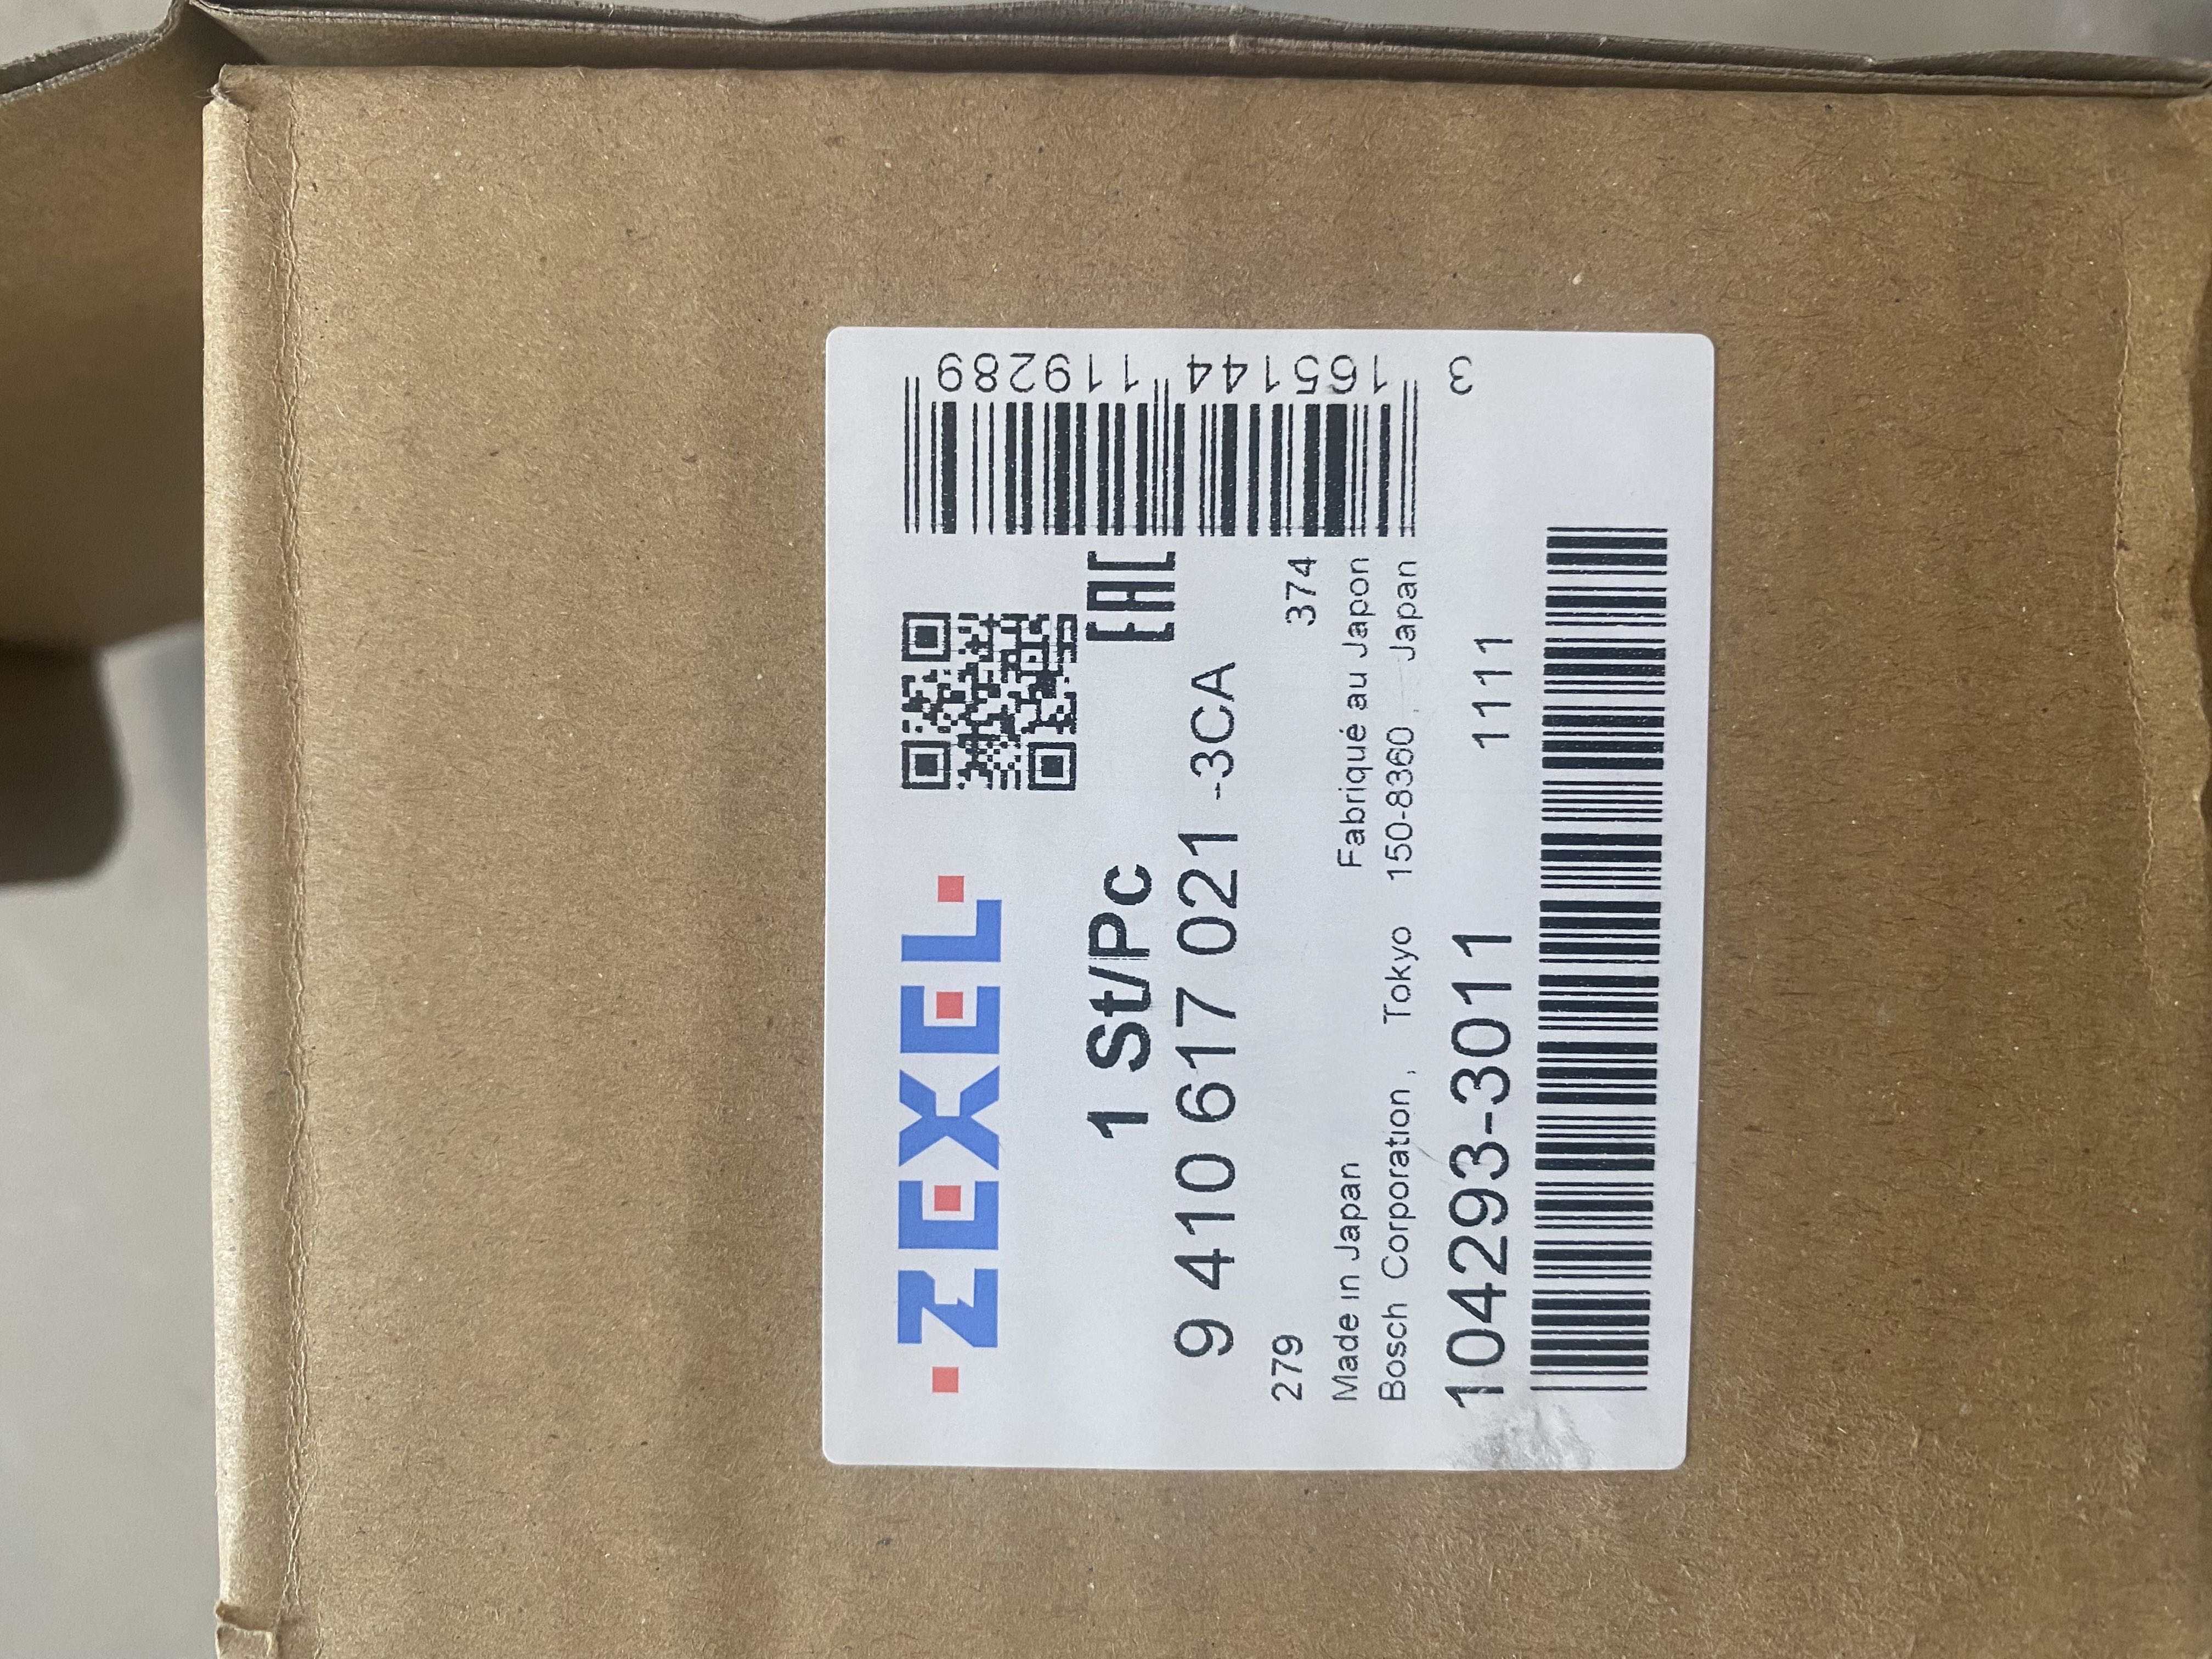 ZEXEL
1 St/Pc
EAC
9 410 617 021 -3CA
279 374
Made in Japan Fabriqué au Japon
Bosch Corporation, Tokyo 150-8360 Japan
104293-3011 1111
3 165144 119289